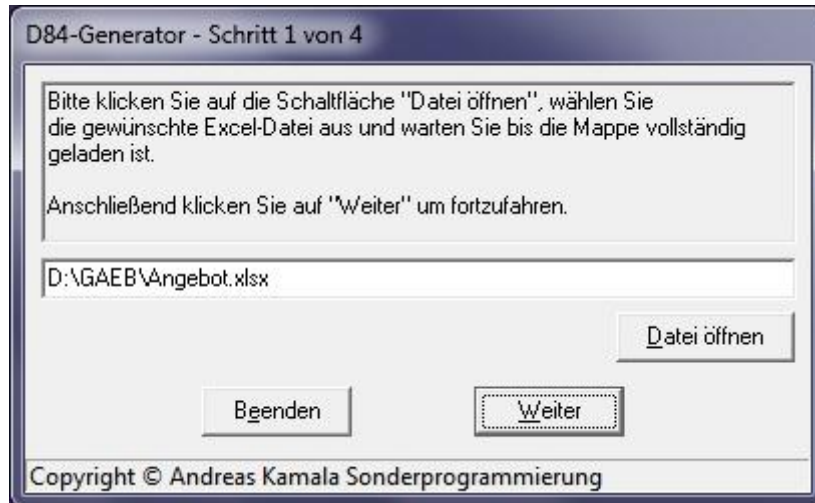 D84-Generator - Schritt 1 von 4
Bitte klicken Sie auf die Schaltfläche "Datei öffnen", wählen Sie
die gewünschte Excel-Datei aus und warten Sie bis die Mappe vollständig
geladen ist.
Anschließend klicken Sie auf "Weiter" um fortzufahren.
D:\GAEB\Angebot.xlsx
Datei öffnen
Beenden Weiter
Copyright © Andreas Kamala Sonderprogrammierung